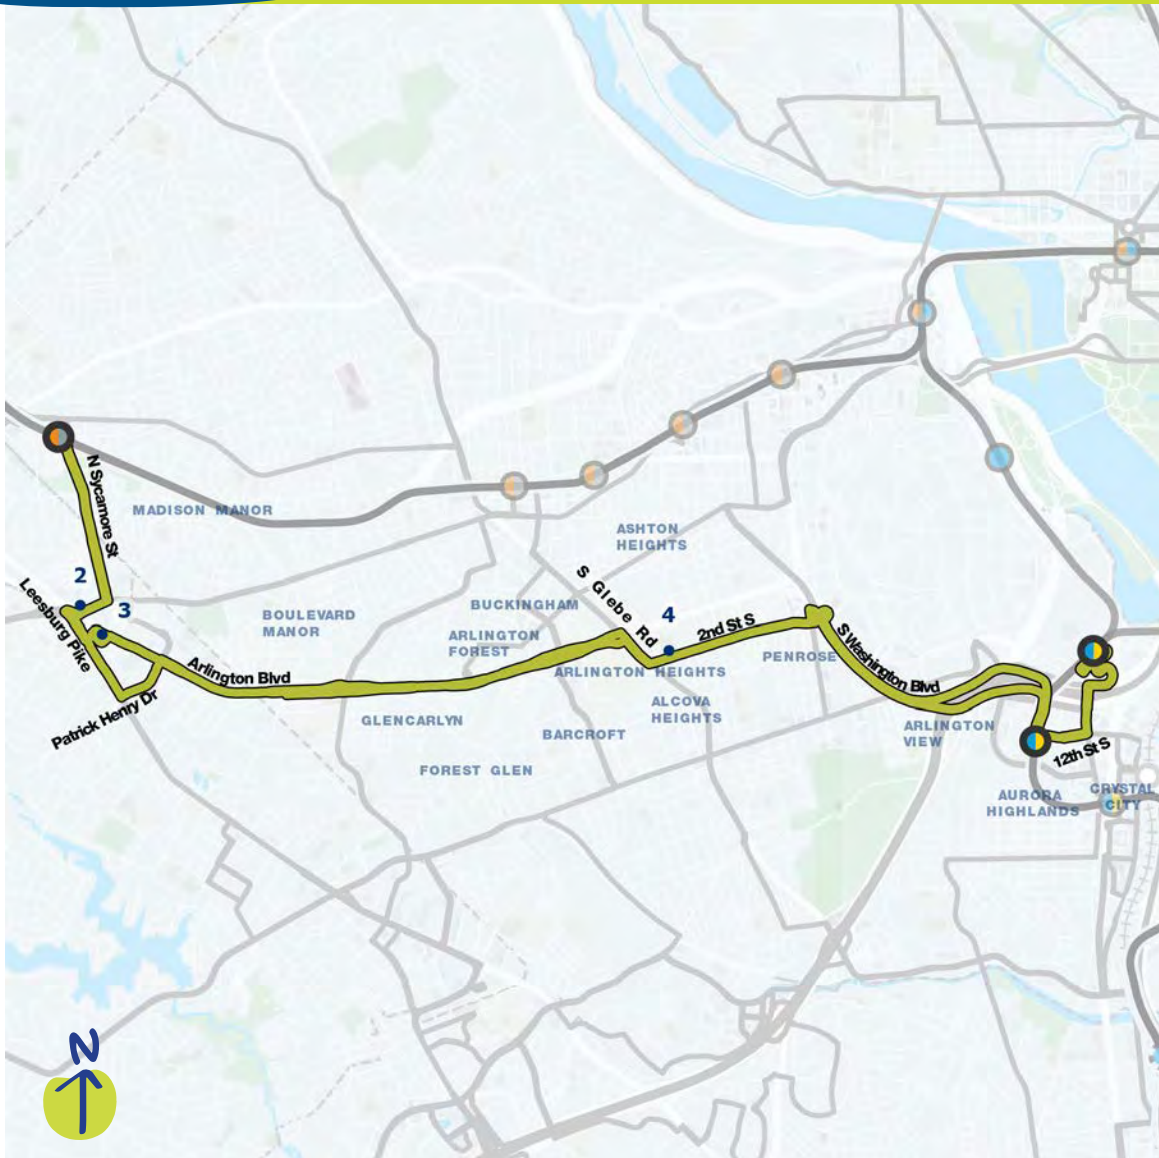 N Sycamore St
MADISON MANOR
ASHTON
HEIGHTS
2
3
Leesburg Pike
S Glebe Rd
BOULEVARD
MANOR
BUCKINGHAM
4
2nd St S
ARLINGTON
FOREST
PENROSE
S Washington Blvd
Arlington Blvd
ARLINGTON HEIGHTS
Patrick Henry Dr
ALCOVA
HEIGHTS
GLENCARLYN
BARCROFT
ARLINGTON
VIEW
12th St S
FOREST GLEN
AURORA
HIGHLANDS
CRYSTAL
CITY
N